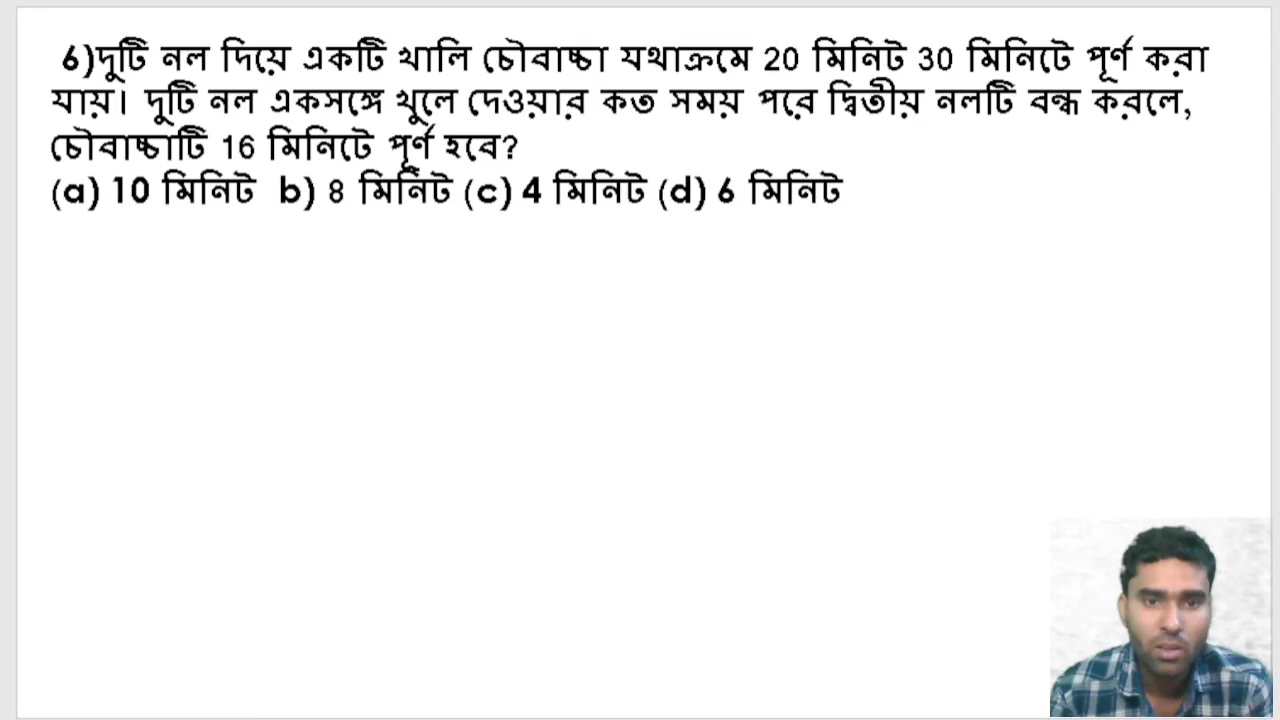 6)দুটি নল দিয়ে একটি খালি চৌবাচ্চা যথাক্রমে 20 মিনিট 30 মিনিটে পূর্ণ করা
যায়। দুটি নল একসঙ্গে খুলে দেওয়ার কত সময় পরে দ্বিতীয় নলটি বন্ধ করলে,
চৌবাচ্চাটি 16 মিনিটে পূর্ণ হবে?
(a) 10 মিনিট b) 8 মিনিট (c) 4 মিনিট (d) 6 মিনিট